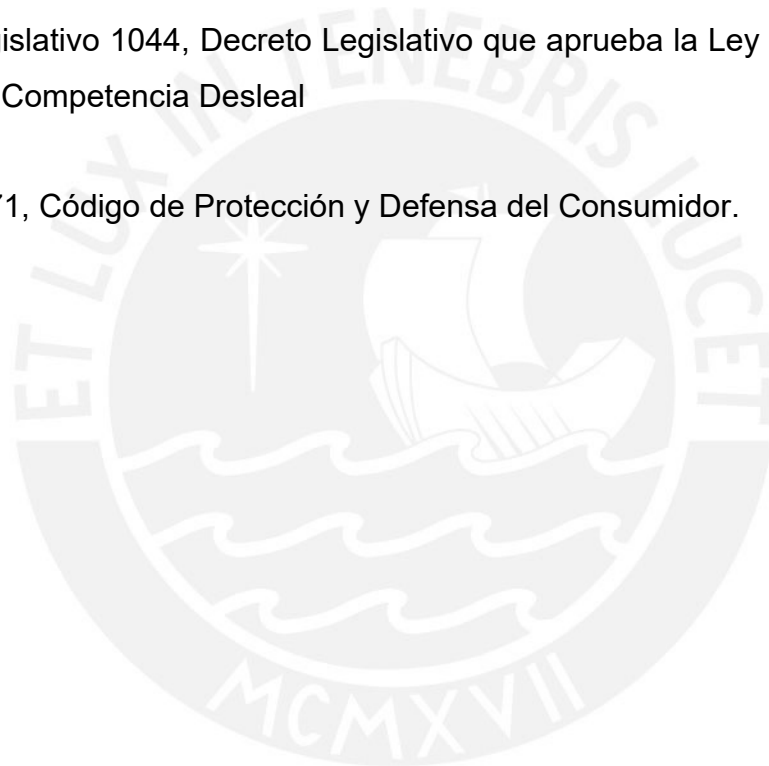 gislativo 1044, Decreto Legislativo que aprueba la Ley
Competencia Desleal
71, Código de Protección y Defensa del Consumidor.
ET LUX IN TENEBRIS LUCET
MCMXVII